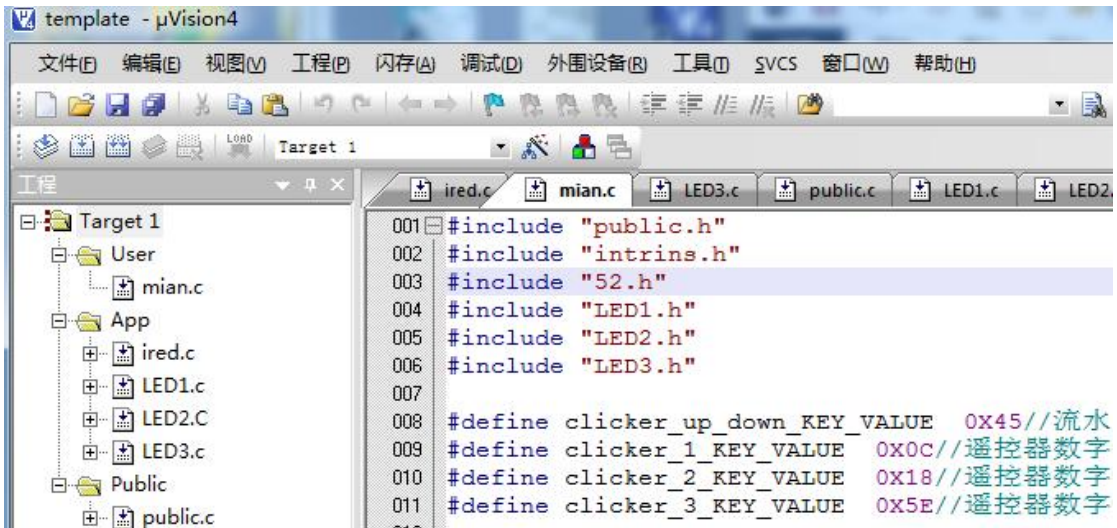 template - µVision4
文件(F) 编辑(E) 视图(V) 工程(P) 闪存(A) 调试(D) 外围设备(R) 工具(T) SVCS 窗口(W) 帮助(H)
LOAD Target 1
工程
ired.c mian.c LED3.c public.c LED1.c LED2.
Target 1
User
mian.c
App
ired.c
LED1.c
LED2.C
LED3.c
Public
public.c
001 #include "public.h"
002 #include "intrins.h"
003 #include "52.h"
004 #include "LED1.h"
005 #include "LED2.h"
006 #include "LED3.h"
007
008 #define clicker_up_down_KEY_VALUE 0X45//流水
009 #define clicker_1_KEY_VALUE 0X0C//遥控器数字
010 #define clicker_2_KEY_VALUE 0X18//遥控器数字
011 #define clicker_3_KEY_VALUE 0X5E//遥控器数字